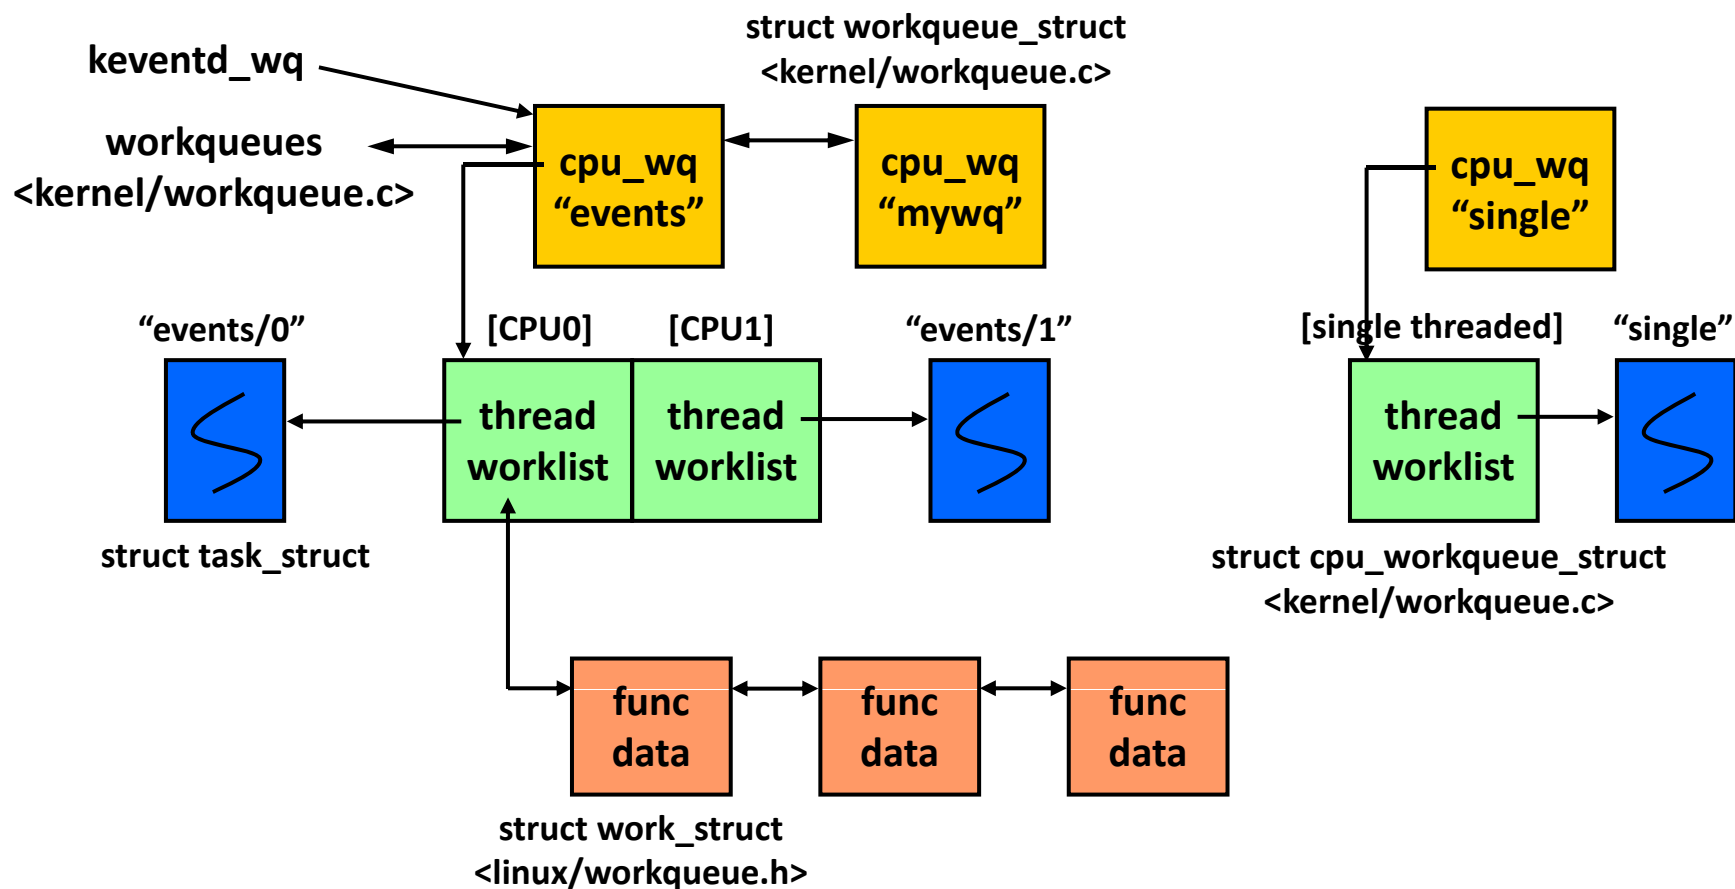 struct workqueue_struct
<kernel/workqueue.c>
keventd_wq
workqueues
<kernel/workqueue.c>
cpu_wq
“events”
cpu_wq
“mywq”
cpu_wq
“single”
“events/0”
[CPU0]
[CPU1]
“events/1”
[single threaded]
“single”
thread
worklist
thread
worklist
thread
worklist
struct task_struct
struct cpu_workqueue_struct
<kernel/workqueue.c>
func
data
func
data
func
data
struct work_struct
<linux/workqueue.h>